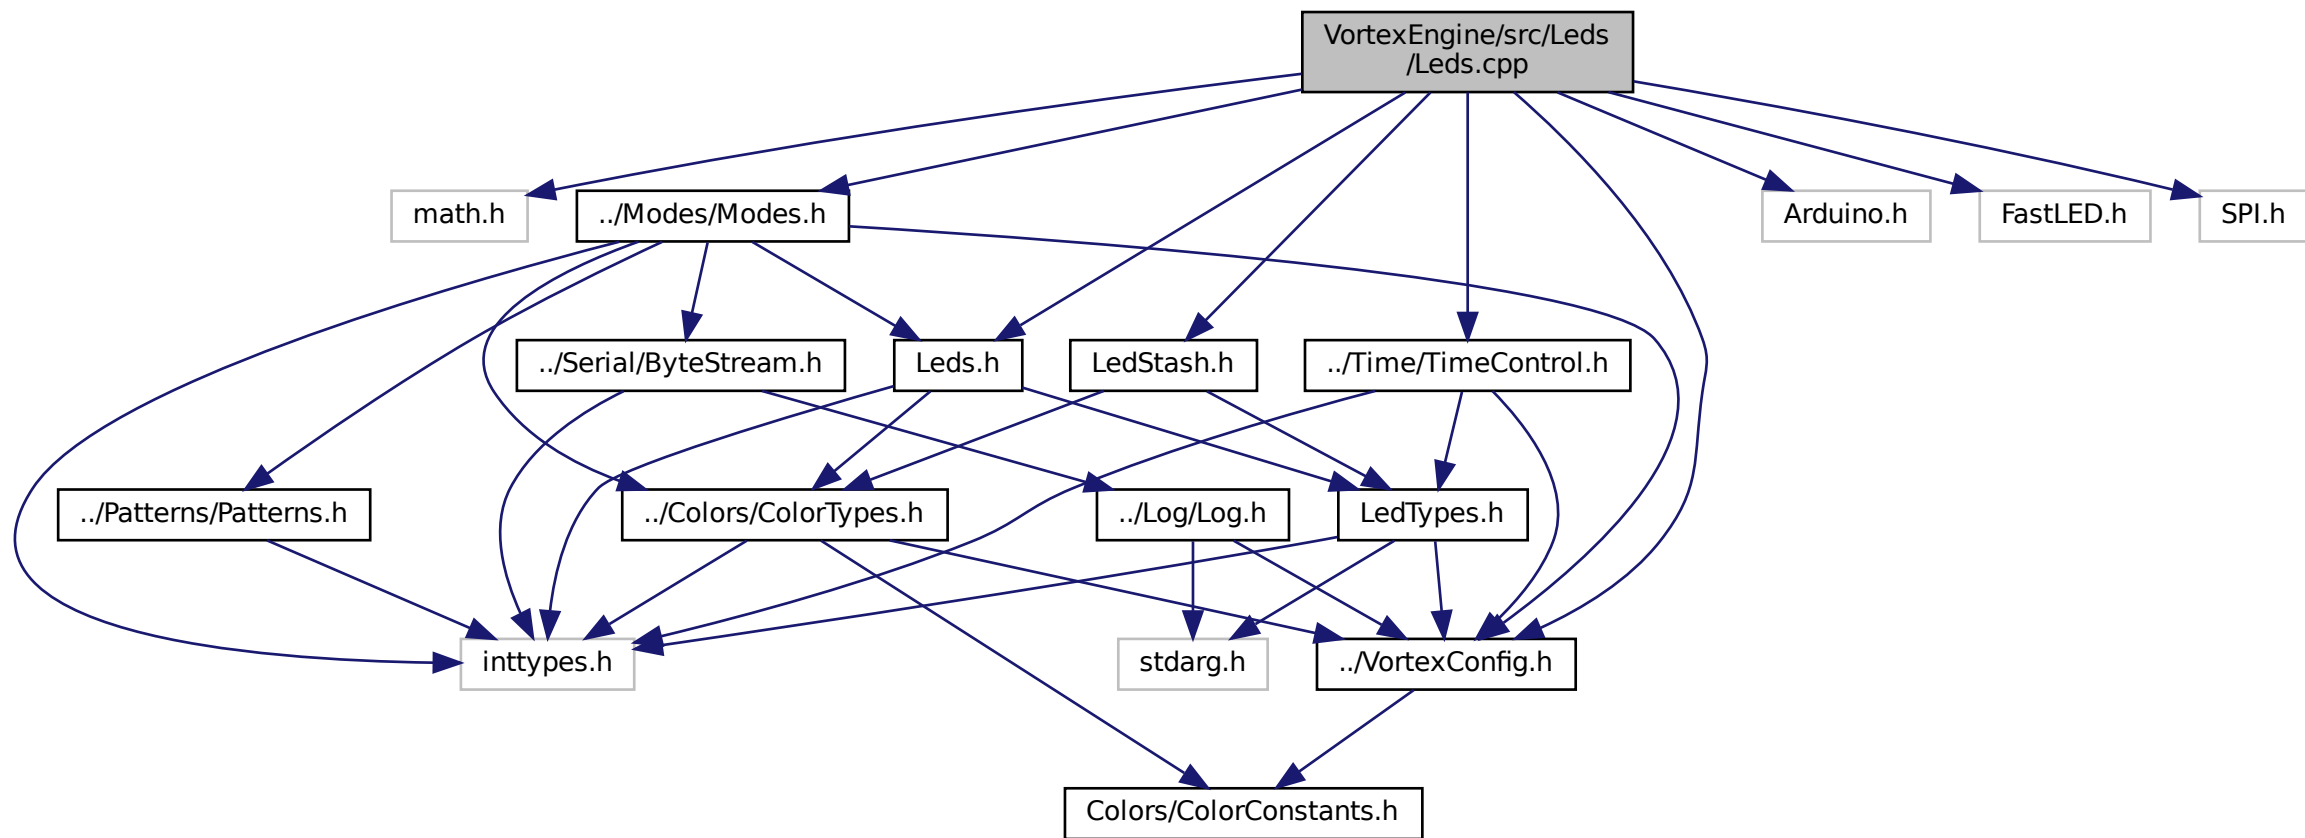 VortexEngine/src/Leds
/Leds.cpp
math.h
../Modes/Modes.h
Arduino.h
FastLED.h
SPI.h
../Serial/ByteStream.h
Leds.h
LedStash.h
../Time/TimeControl.h
../Patterns/Patterns.h
../Colors/ColorTypes.h
../Log/Log.h
LedTypes.h
inttypes.h
stdarg.h
../VortexConfig.h
Colors/ColorConstants.h